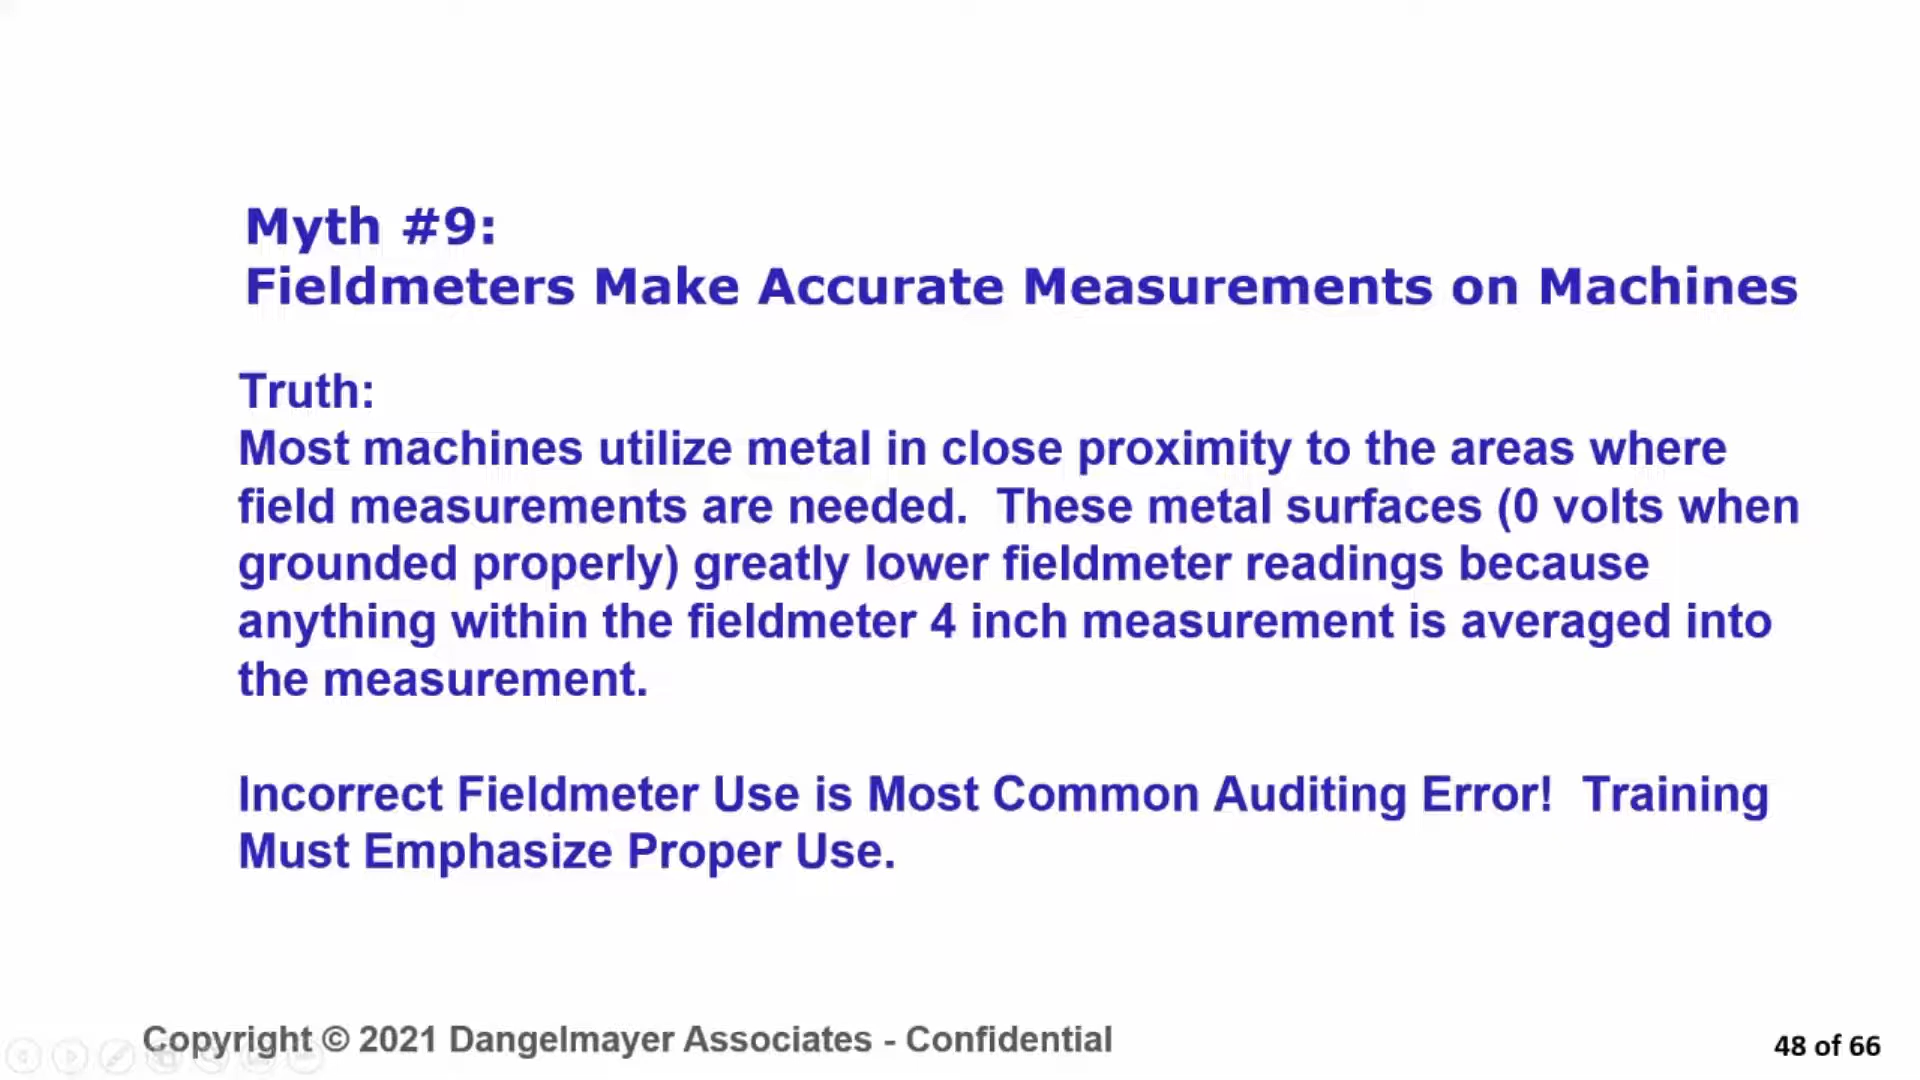 Myth #9:
Fieldmeters Make Accurate Measurements on Machines
Truth:
Most machines utilize metal in close proximity to the areas where
field measurements are needed.  These metal surfaces (0 volts when
grounded properly) greatly lower fieldmeter readings because
anything within the fieldmeter 4 inch measurement is averaged into
the measurement.
Incorrect Fieldmeter Use is Most Common Auditing Error!  Training
Must Emphasize Proper Use.
Copyright © 2021 Dangelmayer Associates - Confidential
48 of 66